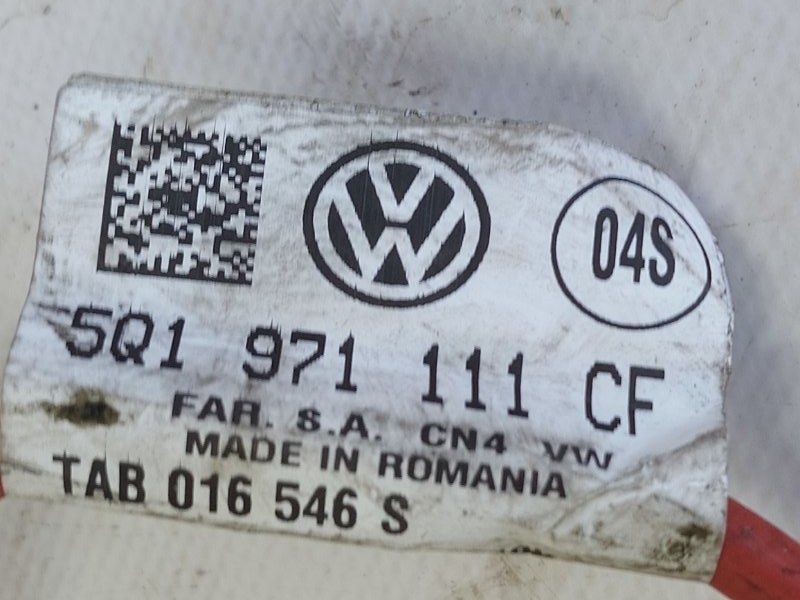 04S
5Q1 971 111 CF
FAR. S.A. CN4 VW
MADE IN ROMANIA
TAB 016 546 S